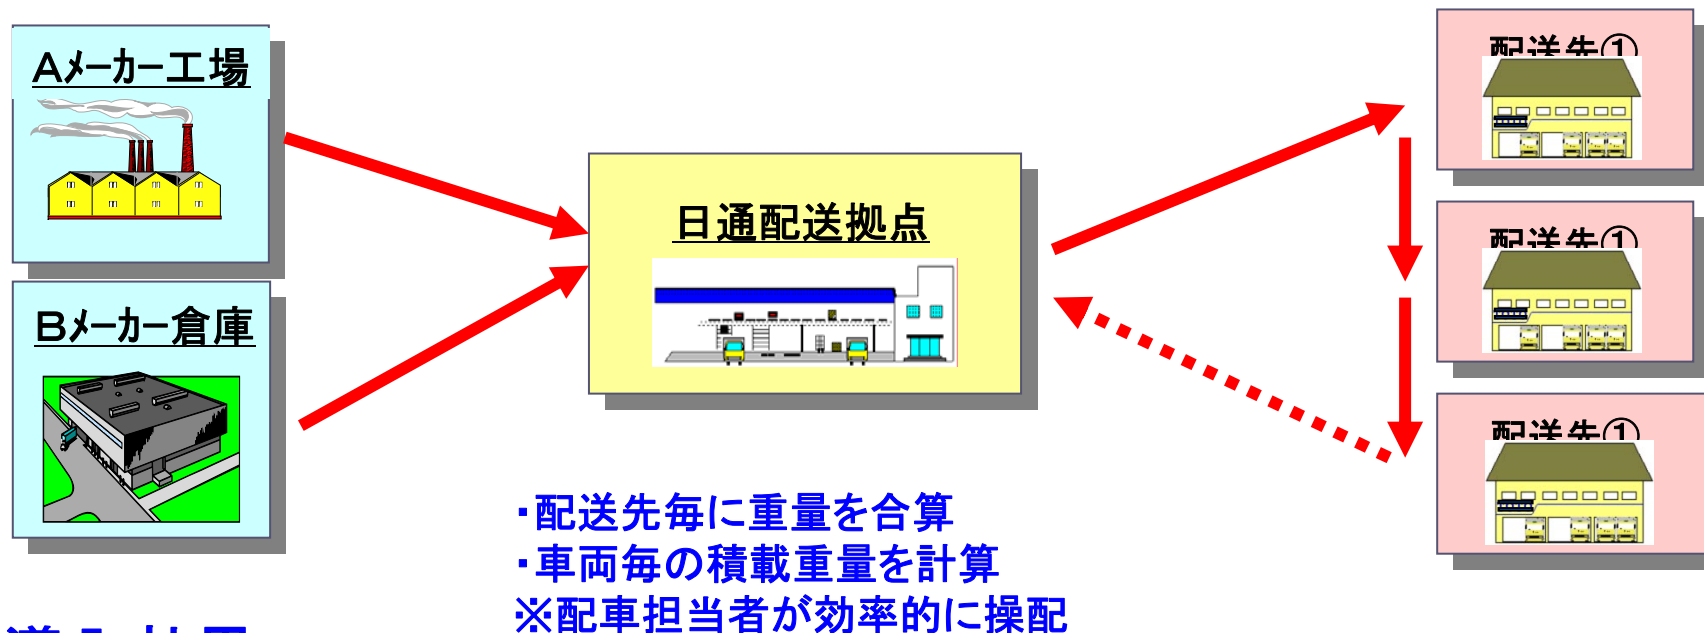 Aメーカー工場
Bメーカー倉庫
日通配送拠点
配送先①
配送先①
配送先①
・配送先毎に重量を合算
・車両毎の積載重量を計算
※配車担当者が効率的に操配